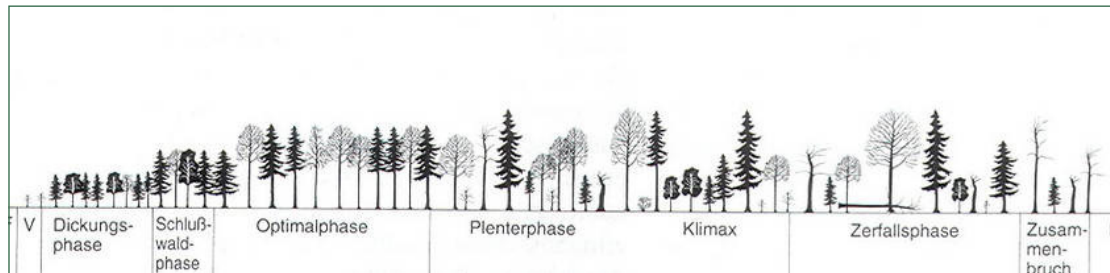 V
Dickungs-
phase
Schluß-
wald-
phase
Optimalphase
Plenterphase
Klimax
Zerfallsphase
Zusam-
men-
bruch